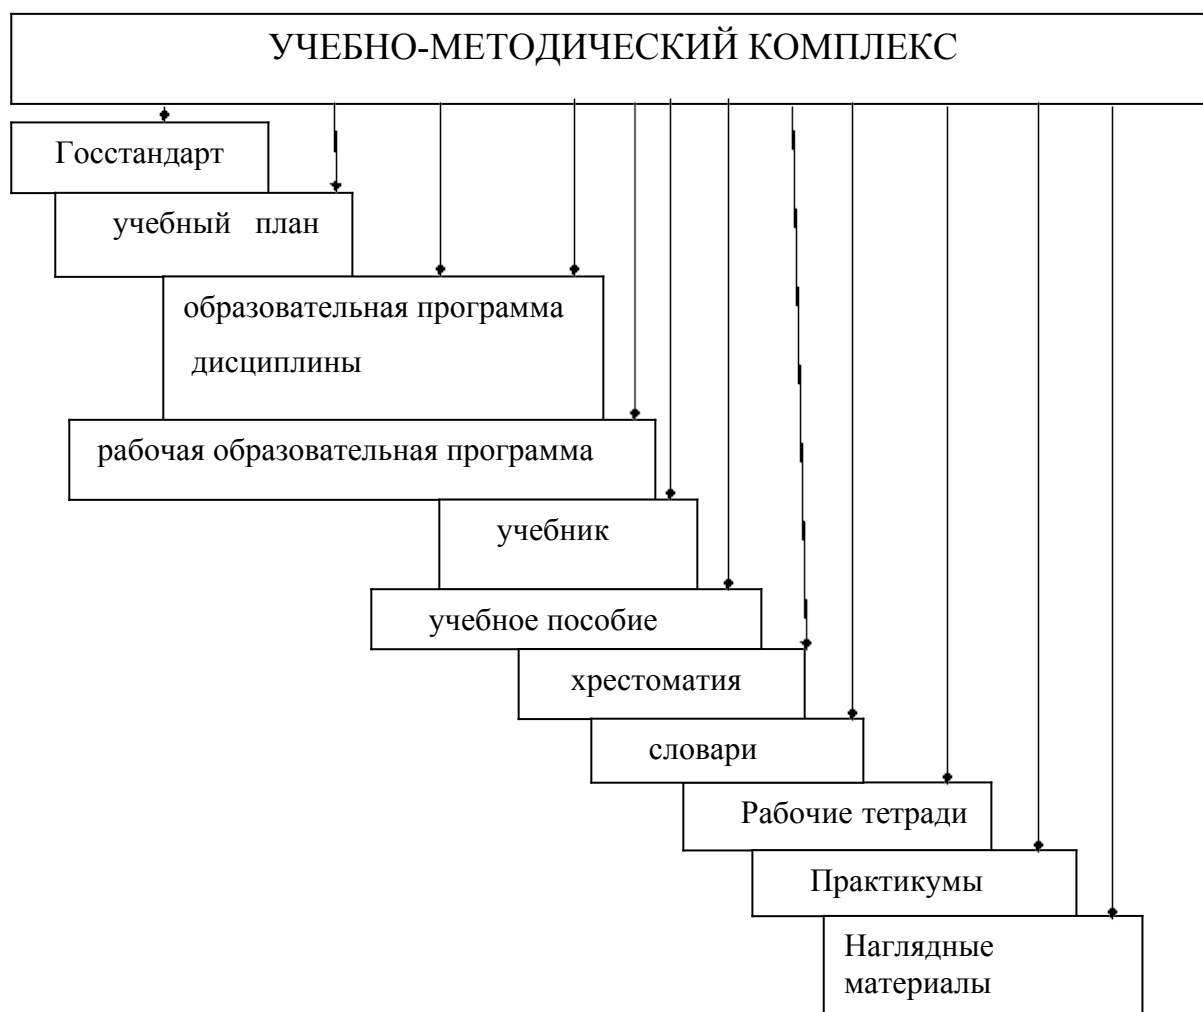 УЧЕБНО-МЕТОДИЧЕСКИЙ КОМПЛЕКС
Госстандарт
учебный план
образовательная программа
дисциплины
рабочая образовательная программа
учебник
учебное пособие
хрестоматия
словари
Рабочие тетради
Практикумы
Наглядные
материалы